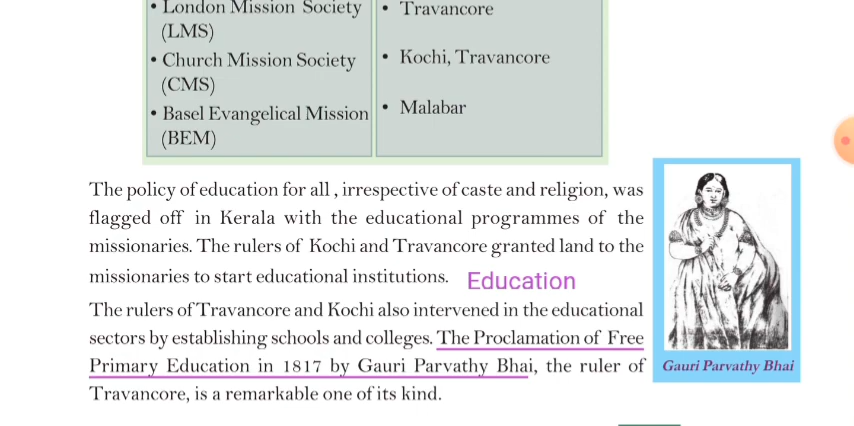 • London Mission Society • Travancore
(LMS)
• Church Mission Society • Kochi, Travancore
(CMS)
• Basel Evangelical Mission • Malabar
(BEM)
The policy of education for all , irrespective of caste and religion, was
flagged off in Kerala with the educational programmes of the
missionaries. The rulers of Kochi and Travancore granted land to the
missionaries to start educational institutions. Education
The rulers of Travancore and Kochi also intervened in the educational
sectors by establishing schools and colleges. The Proclamation of Free
Primary Education in 1817 by Gauri Parvathy Bhai, the ruler of
Travancore, is a remarkable one of its kind.
Gauri Parvathy Bhai